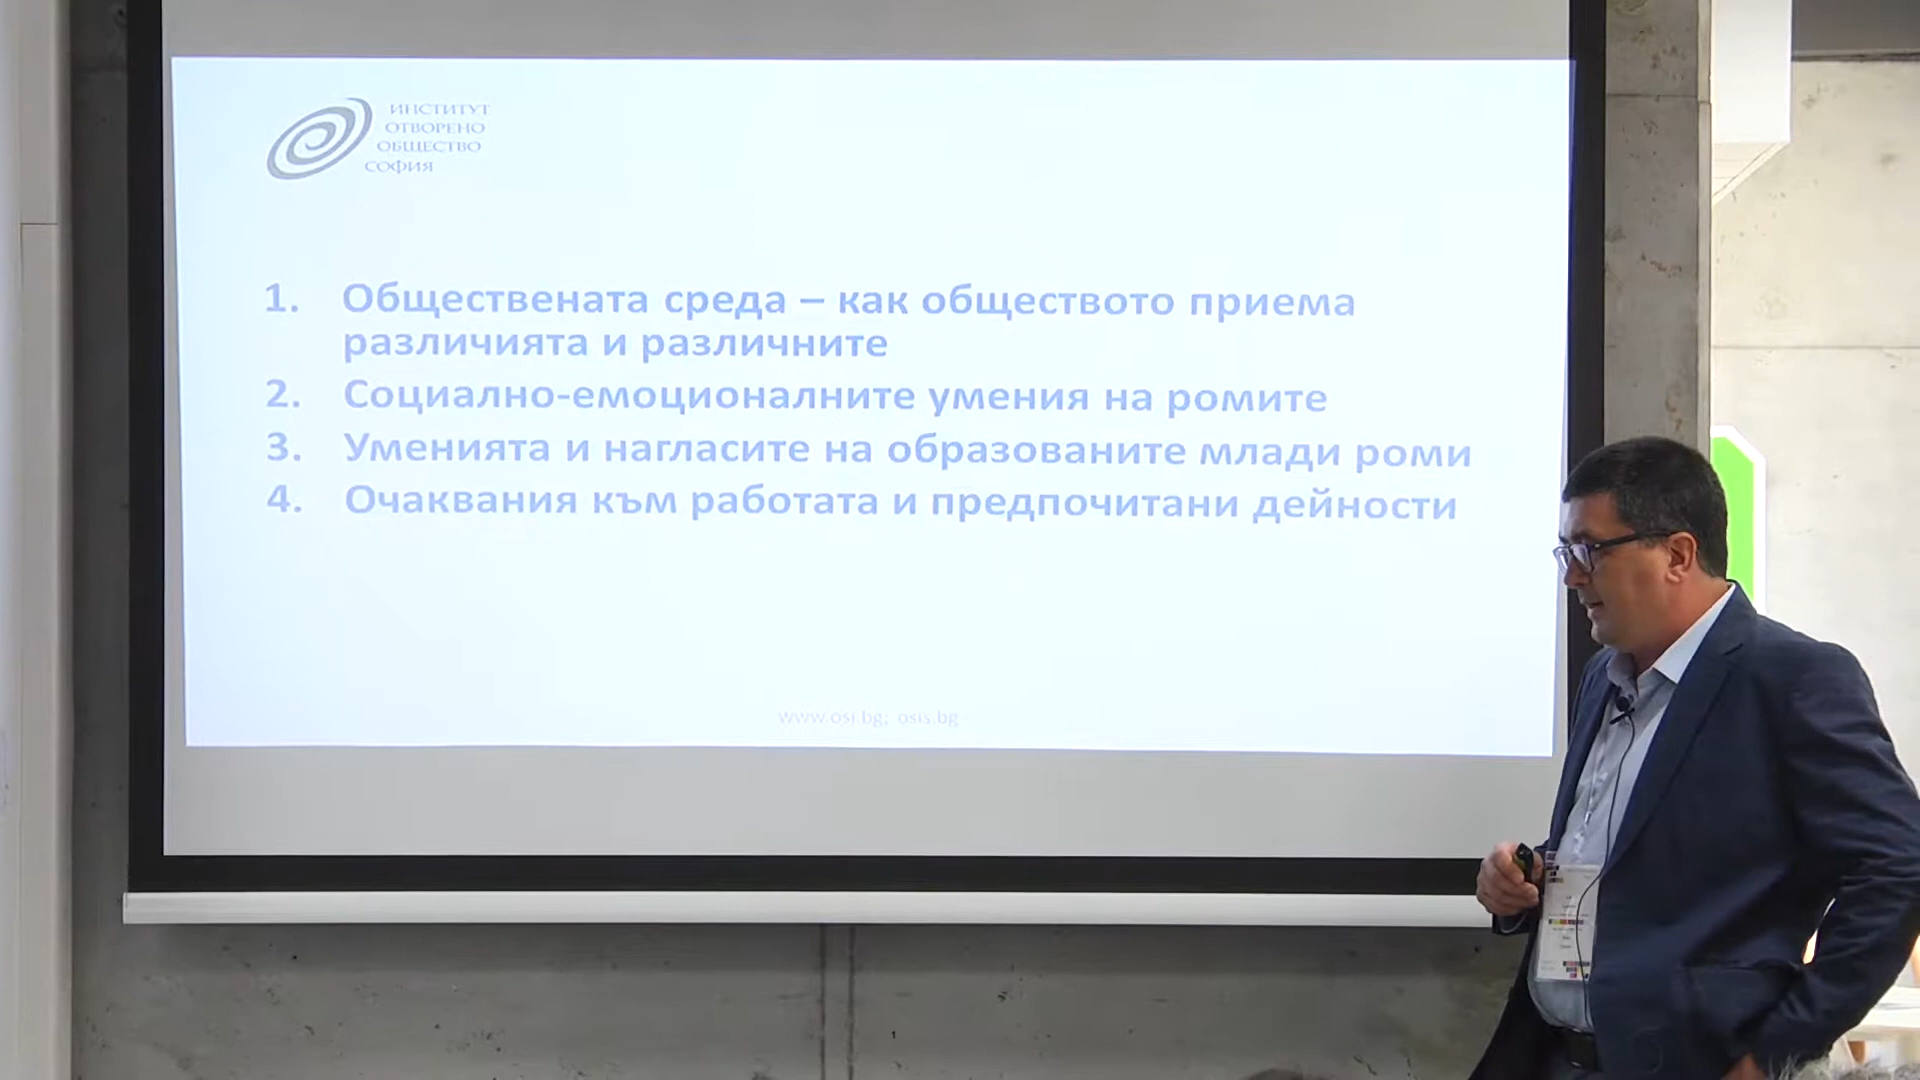 ИНСТИТУТ
ОТВОРЕНО
ОБЩЕСТВО
СОФИЯ
1. Обществената среда – как обществото приема
различията и различните
2. Социално-емоционалните умения на ромите
3. Уменията и нагласите на образованите млади роми
4. Очаквания към работата и предпочитани дейности
www.osi.bg; osis.bg